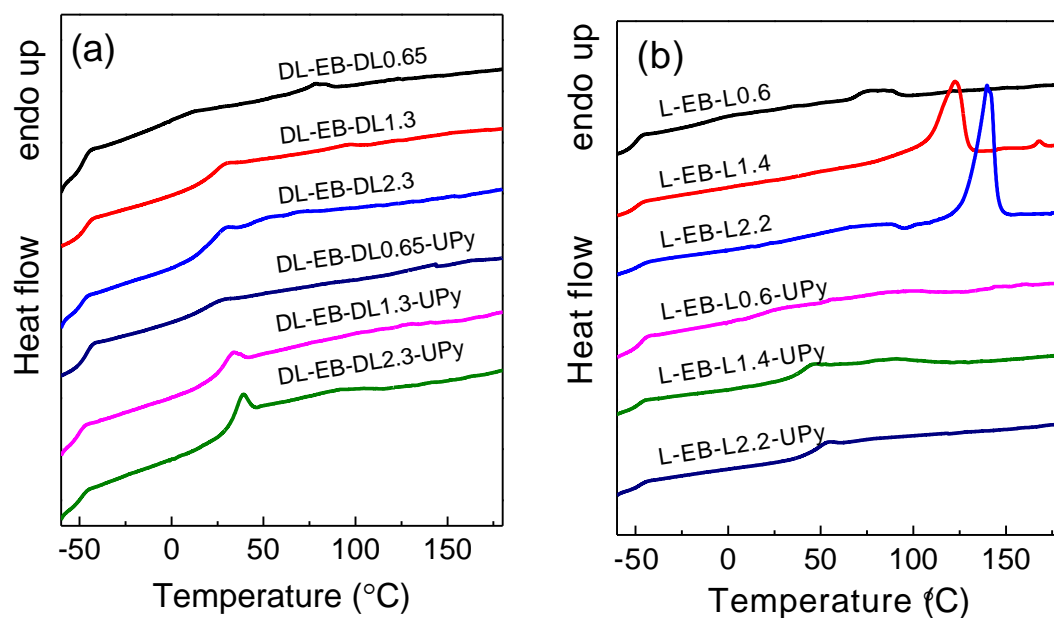 (a)
endo up
Heat flow
DL-EB-DL0.65
DL-EB-DL1.3
DL-EB-DL2.3
DL-EB-DL0.65-UPy
DL-EB-DL1.3-UPy
DL-EB-DL2.3-UPy
-50 0 50 100 150
Temperature (°C)
(b)
endo up
Heat flow
L-EB-L0.6
L-EB-L1.4
L-EB-L2.2
L-EB-L0.6-UPy
L-EB-L1.4-UPy
L-EB-L2.2-UPy
-50 0 50 100 150
Temperature (°C)